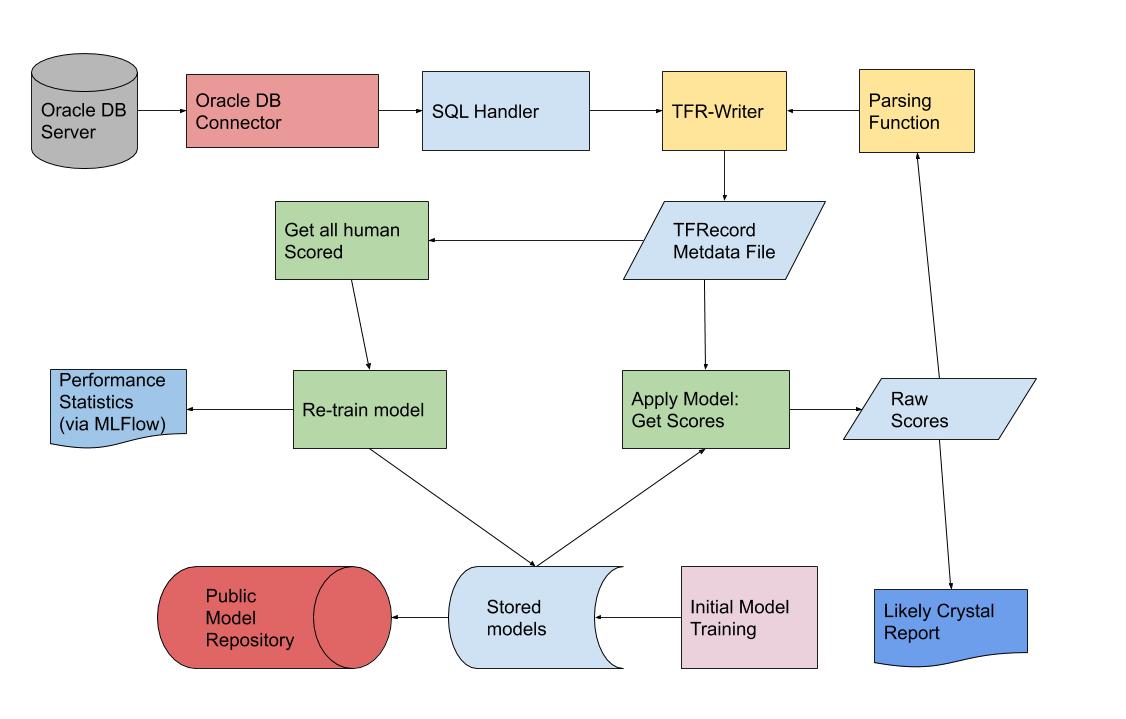 Oracle DB
Server
Oracle DB
Connector
SQL Handler
TFR-Writer
Parsing
Function
Get all human
Scored
TFRecord
Metdata File
Performance
Statistics
(via MLFlow)
Re-train model
Apply Model:
Get Scores
Raw
Scores
Public
Model
Repository
Stored
models
Initial Model
Training
Likely Crystal
Report